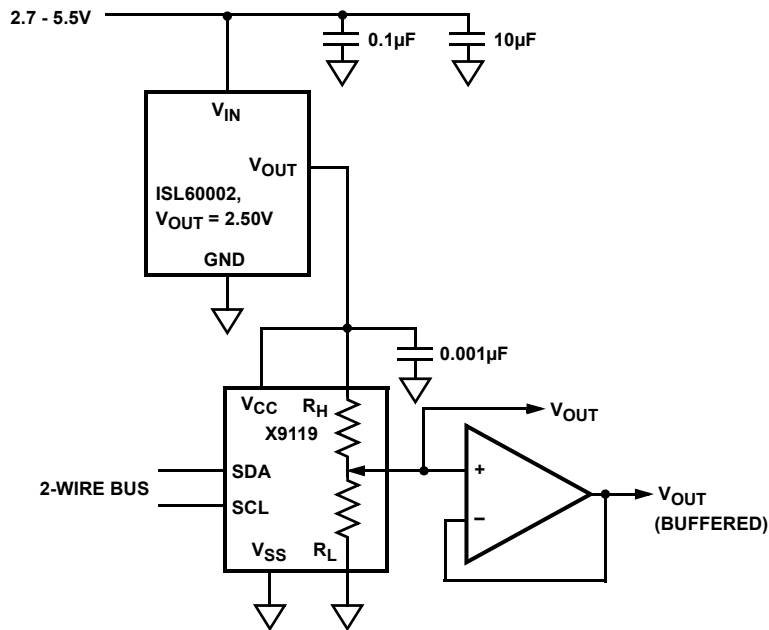 2.7 - 5.5V
0.1µF
10µF
VIN
VOUT
ISL60002,
VOUT = 2.50V
GND
0.001µF
VCC
RH
X9119
VOUT
SDA
+
2-WIRE BUS
SCL
−
VOUT
(BUFFERED)
VSS
RL